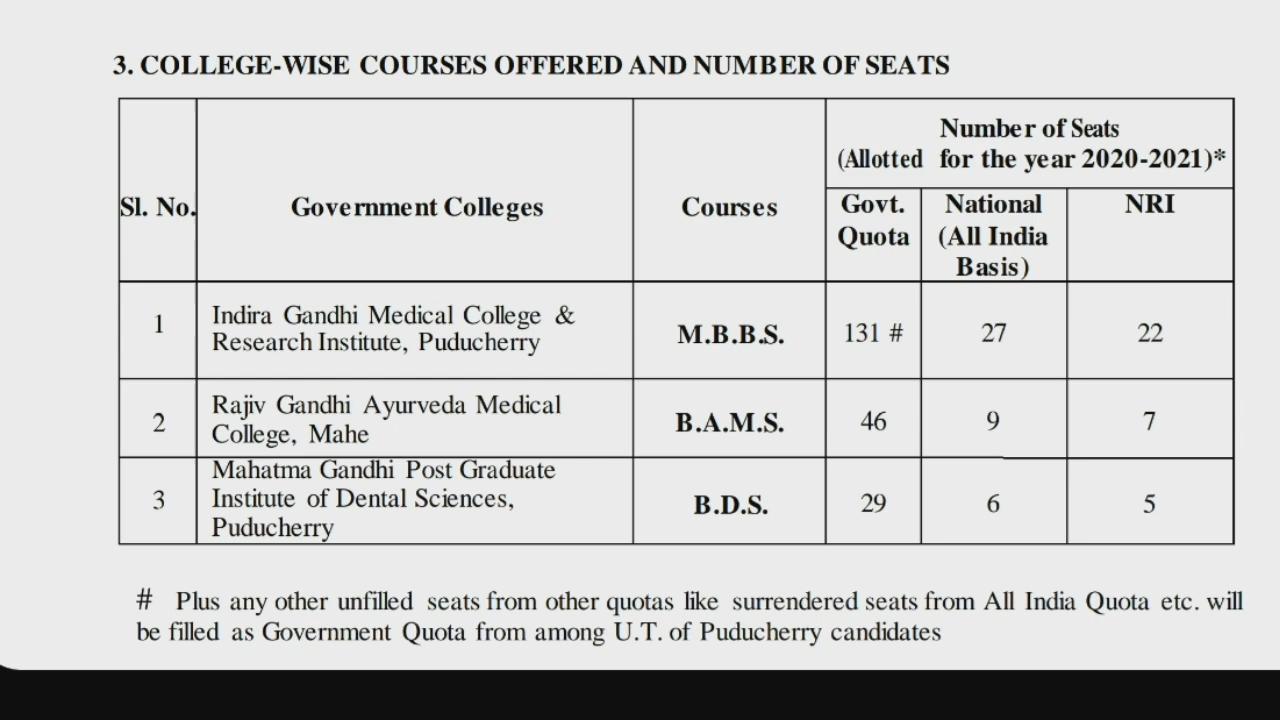 3. COLLEGE-WISE COURSES OFFERED AND NUMBER OF SEATS
Sl. No.
Government Colleges
Courses
Number of Seats
(Allotted for the year 2020-2021)*
Govt.
Quota
National
(All India
Basis)
NRI
1
Indira Gandhi Medical College &
Research Institute, Puducherry
M.B.B.S.
131 #
27
22
2
Rajiv Gandhi Ayurveda Medical
College, Mahe
B.A.M.S.
46
9
7
3
Mahatma Gandhi Post Graduate
Institute of Dental Sciences,
Puducherry
B.D.S.
29
6
5
# Plus any other unfilled seats from other quotas like surrendered seats from All India Quota etc. will
be filled as Government Quota from among U.T. of Puducherry candidates